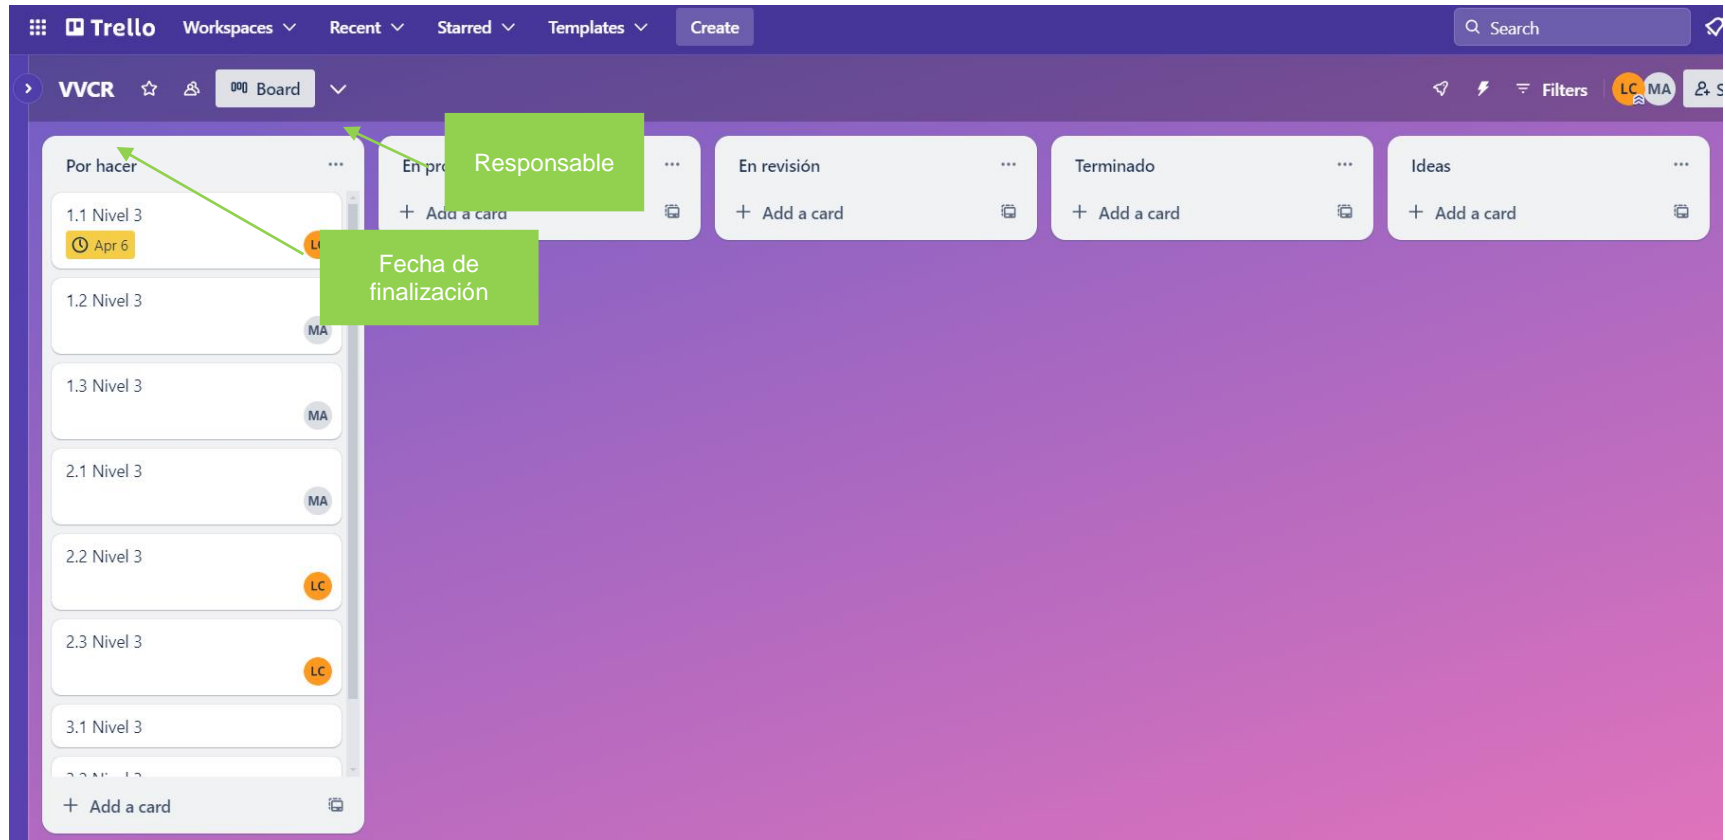 Trello Workspaces Recent Starred Templates Create Search
VVCR Board Filters LC MA
Responsable
Fecha de
finalización
Por hacer
1.1 Nivel 3
Apr 6
1.2 Nivel 3
MA
1.3 Nivel 3
MA
2.1 Nivel 3
MA
2.2 Nivel 3
LC
2.3 Nivel 3
LC
3.1 Nivel 3
+ Add a card
En pr
+ Add a card
En revisión
+ Add a card
Terminado
+ Add a card
Ideas
+ Add a card